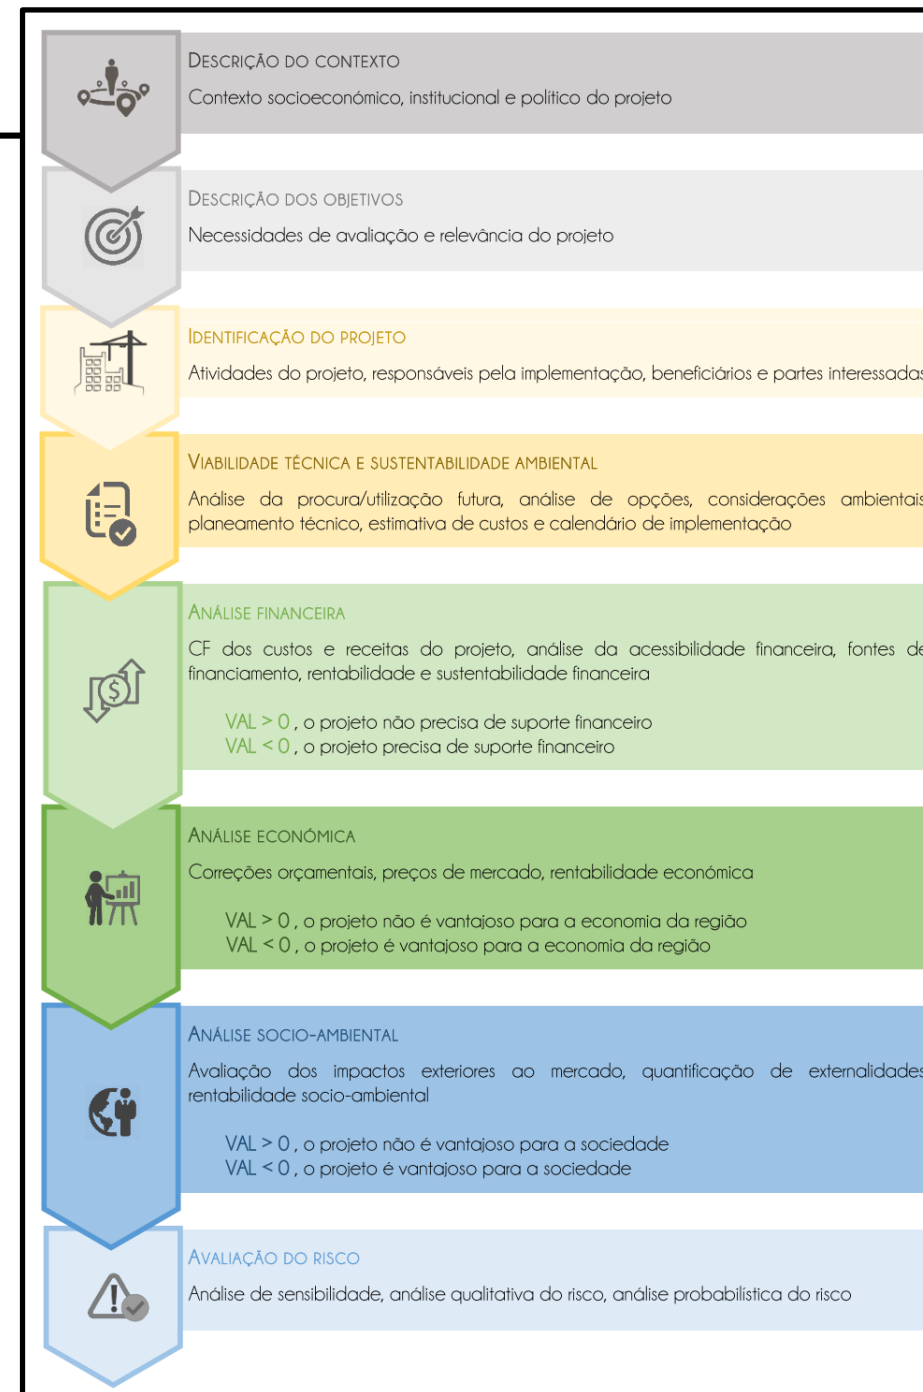 DESCRIÇÃO DO CONTEXTO
Contexto socioeconómico, institucional e político do projeto
DESCRIÇÃO DOS OBJETIVOS
Necessidades de avaliação e relevância do projeto
IDENTIFICAÇÃO DO PROJETO
Atividades do projeto, responsáveis pela implementação, beneficiários e partes interessadas
VIABILIDADE TÉCNICA E SUSTENTABILIDADE AMBIENTAL
Análise da procura/utilização futura, análise de opções, considerações ambientais
planeamento técnico, estimativa de custos e calendário de implementação
ANÁLISE FINANCEIRA
CF dos custos e receitas do projeto, análise da acessibilidade financeira, fontes de
financiamento, rentabilidade e sustentabilidade financeira
VAL > 0 , o projeto não precisa de suporte financeiro
VAL < 0 , o projeto precisa de suporte financeiro
ANÁLISE ECONÓMICA
Correções orçamentais, preços de mercado, rentabilidade económica
VAL > 0 , o projeto não é vantajoso para a economia da região
VAL < 0 , o projeto é vantajoso para a economia da região
ANÁLISE SOCIO-AMBIENTAL
Avaliação dos impactos exteriores ao mercado, quantificação de externalidades
rentabilidade socio-ambiental
VAL > 0 , o projeto não é vantajoso para a sociedade
VAL < 0 , o projeto é vantajoso para a sociedade
AVALIAÇÃO DO RISCO
Análise de sensibilidade, análise qualitativa do risco, análise probabilística do risco